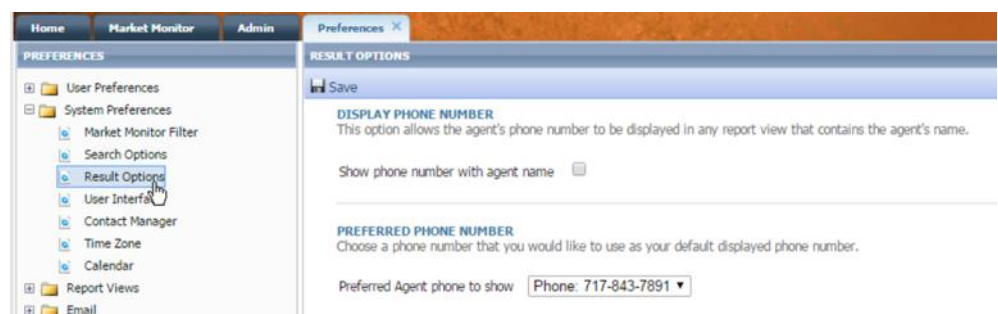 Home Market Monitor Admin Preferences
PREFERENCES
User Preferences
System Preferences
Market Monitor Filter
Search Options
Result Options
User Interfa
Contact Manager
Time Zone
Calendar
Report Views
Email
RESULT OPTIONS
Save
DISPLAY PHONE NUMBER
This option allows the agent's phone number to be displayed in any report view that contains the agent's name.
Show phone number with agent name
PREFERRED PHONE NUMBER
Choose a phone number that you would like to use as your default displayed phone number.
Preferred Agent phone to show Phone: 717-843-7891